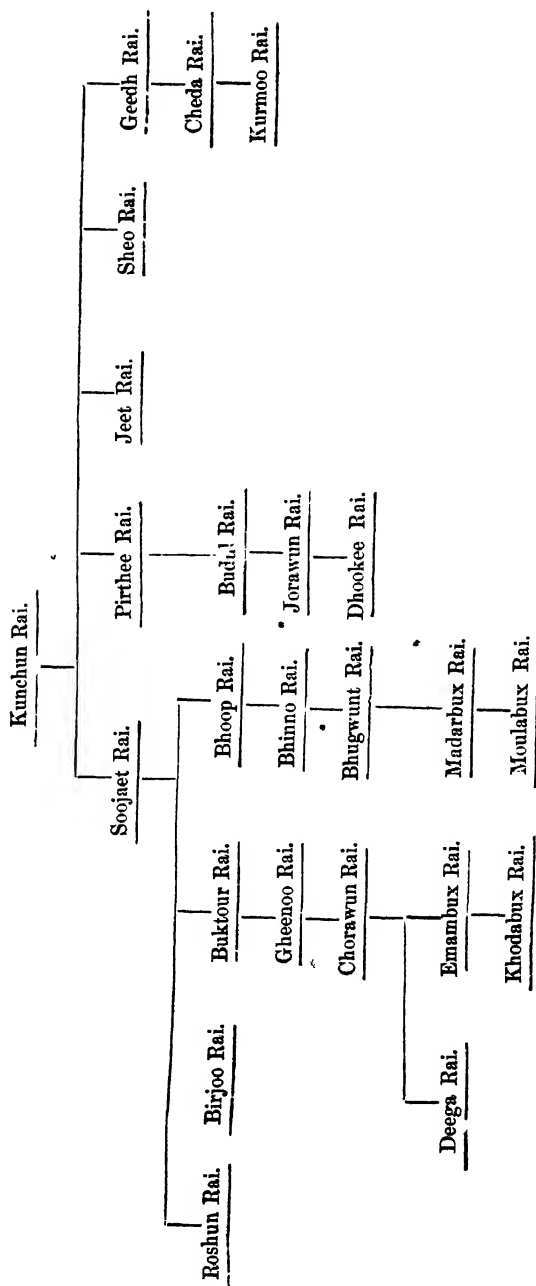 Kunchun Rai.
Soojaet Rai. Pirthee Rai. Jeet Rai. Sheo Rai. Geedh Rai.
Roshun Rai. Birjoo Rai. Buktour Rai. Bhoop Rai. Budul Rai. Cheda Rai.
Gheenoo Rai. Bhinno Rai. Jorawun Rai. Kurmoo Rai.
Chorawun Rai. Bhugwunt Rai. Dhookee Rai.
Deega Rai. Emambux Rai. Madarbux Rai.
Khodabux Rai. Moulabux Rai.